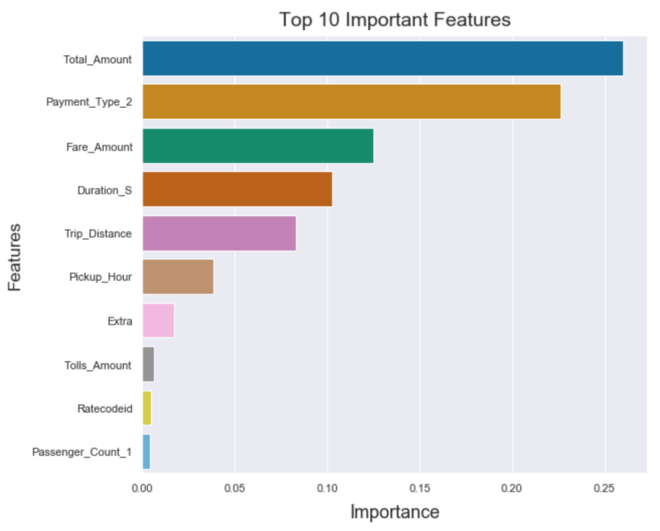 Top 10 Important Features
Total_Amount
Payment_Type_2
Fare_Amount
Duration_S
Trip_Distance
Pickup_Hour
Extra
Tolls_Amount
Ratecodeid
Passenger_Count_1
Features
0.00 0.05 0.10 0.15 0.20 0.25
Importance